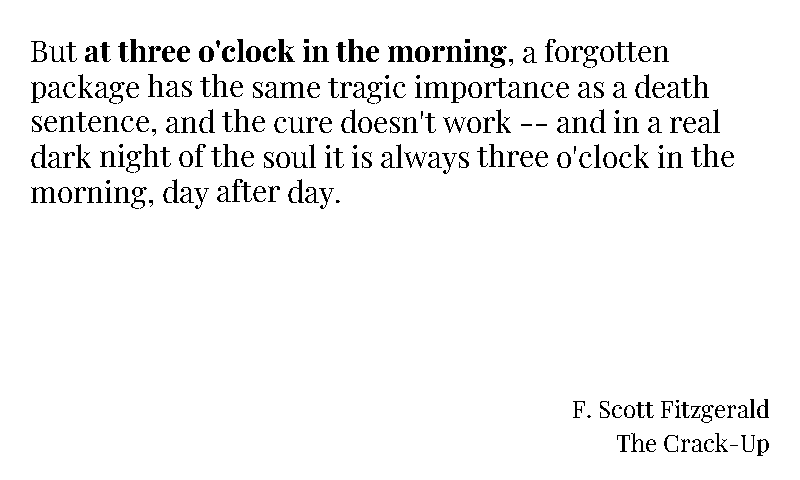 But at three o'clock in the morning, a forgotten
package has the same tragic importance as a death
sentence, and the cure doesn't work -- and in a real
dark night of the soul it is always three o'clock in the
morning, day after day.
F. Scott Fitzgerald
The Crack-Up